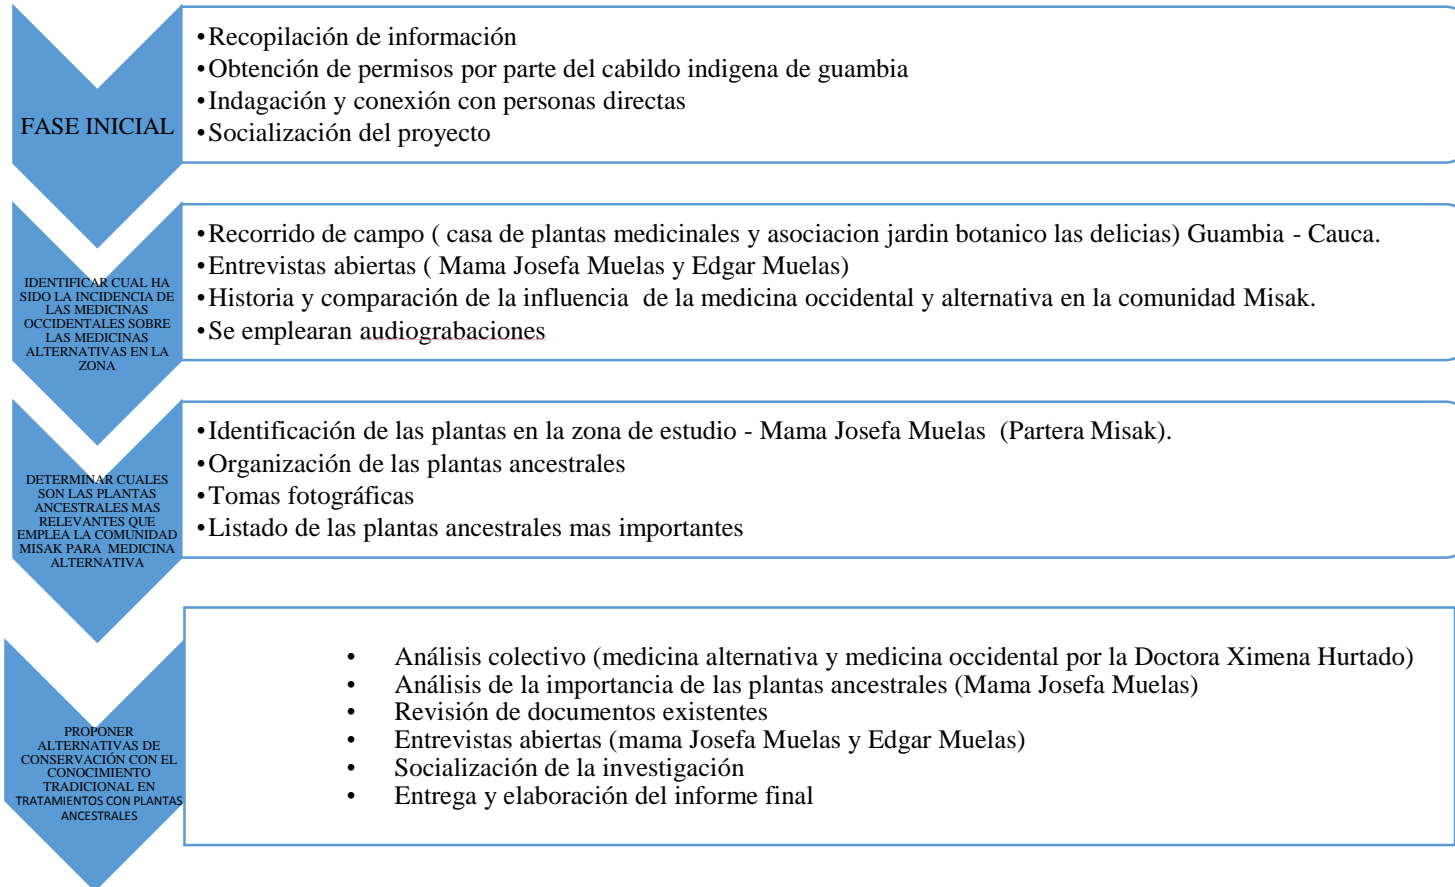 FASE INICIAL
•Recopilación de información
•Obtención de permisos por parte del cabildo indigena de guambia
•Indagación y conexión con personas directas
•Socialización del proyecto
IDENTIFICAR CUAL HA
SIDO LA INCIDENCIA DE
LAS MEDICINAS
OCCIDENTALES SOBRE
LAS MEDICINAS
ALTERNATIVAS EN LA
ZONA
•Recorrido de campo ( casa de plantas medicinales y asociacion jardin botanico las delicias) Guambia - Cauca.
•Entrevistas abiertas ( Mama Josefa Muelas y Edgar Muelas)
•Historia y comparación de la influencia de la medicina occidental y alternativa en la comunidad Misak.
•Se emplearan audiograbaciones
DETERMINAR CUALES
SON LAS PLANTAS
ANCESTRALES MAS
RELEVANTES QUE
EMPLEA LA COMUNIDAD
MISAK PARA MEDICINA
ALTERNATIVA
•Identificación de las plantas en la zona de estudio - Mama Josefa Muelas (Partera Misak).
•Organización de las plantas ancestrales
•Tomas fotográficas
•Listado de las plantas ancestrales mas importantes
PROPONER
ALTERNATIVAS DE
CONSERVACIÓN CON EL
CONOCIMIENTO
TRADICIONAL EN
TRATAMIENTOS CON PLANTAS
ANCESTRALES
• Análisis colectivo (medicina alternativa y medicina occidental por la Doctora Ximena Hurtado)
• Análisis de la importancia de las plantas ancestrales (Mama Josefa Muelas)
• Revisión de documentos existentes
• Entrevistas abiertas (mama Josefa Muelas y Edgar Muelas)
• Socialización de la investigación
• Entrega y elaboración del informe final